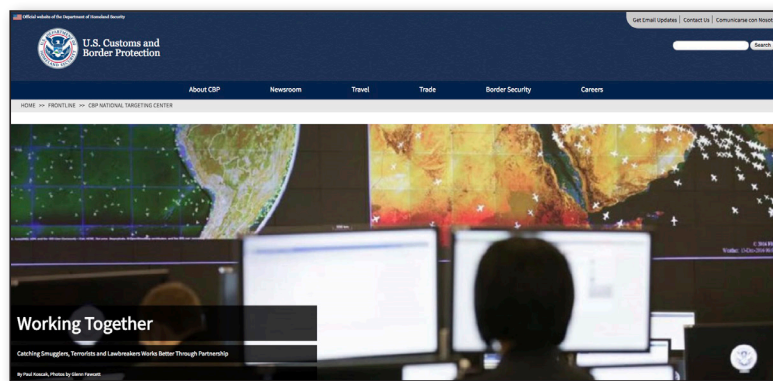 Official website of the Department of Homeland Security
Get Email Updates | Contact Us | Comunicarse con
U.S. Customs and
Border Protection
Search
About CBP Newsroom Travel Trade Border Security Careers
HOME >> FRONTLINE >> CBP NATIONAL TARGETING CENTER
Working Together
Catching Smugglers, Terrorists and Lawbreakers Works Better Through Partnership
By Paul Koscak, Photos by Glenn Fawcett